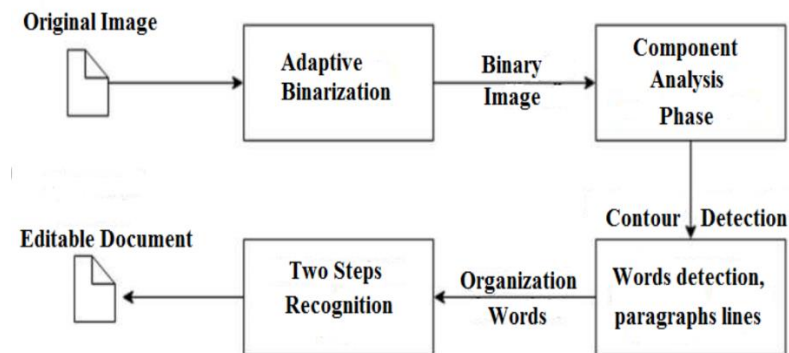 Original Image
Adaptive
Binarization
Binary
Image
Component
Analysis
Phase
Contour Detection
Words detection,
paragraphs lines
Organization
Words
Two Steps
Recognition
Editable Document